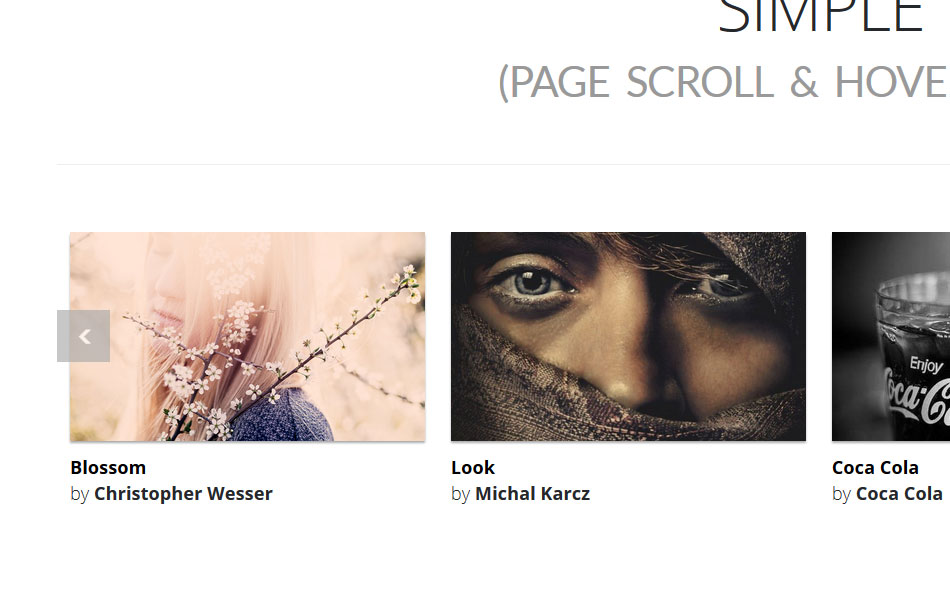 SIMPLE
(PAGE SCROLL & HOVE
Enjoy
Coca-C
Blossom
by Christopher Wesser
Look
by Michal Karcz
Coca Cola
by Coca Cola